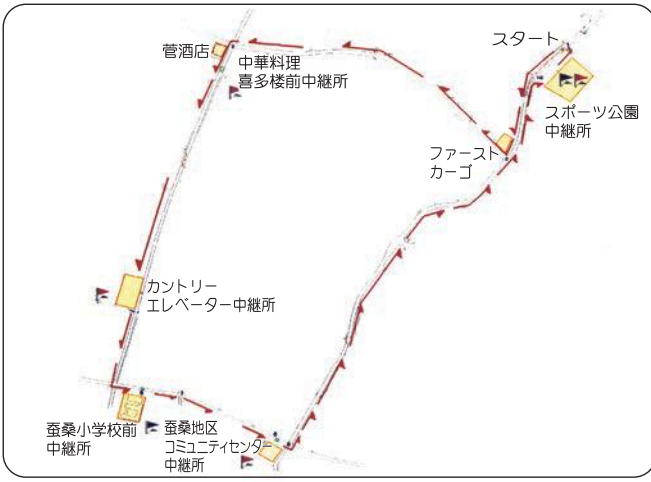 スタート
菅酒店
中華料理
喜多楼前中継所
スポーツ公園
中継所
ファースト
カーゴ
カントリー
エレベーター中継所
蚕桑小学校前
中継所
蚕桑地区
コミュニティセンター
中継所